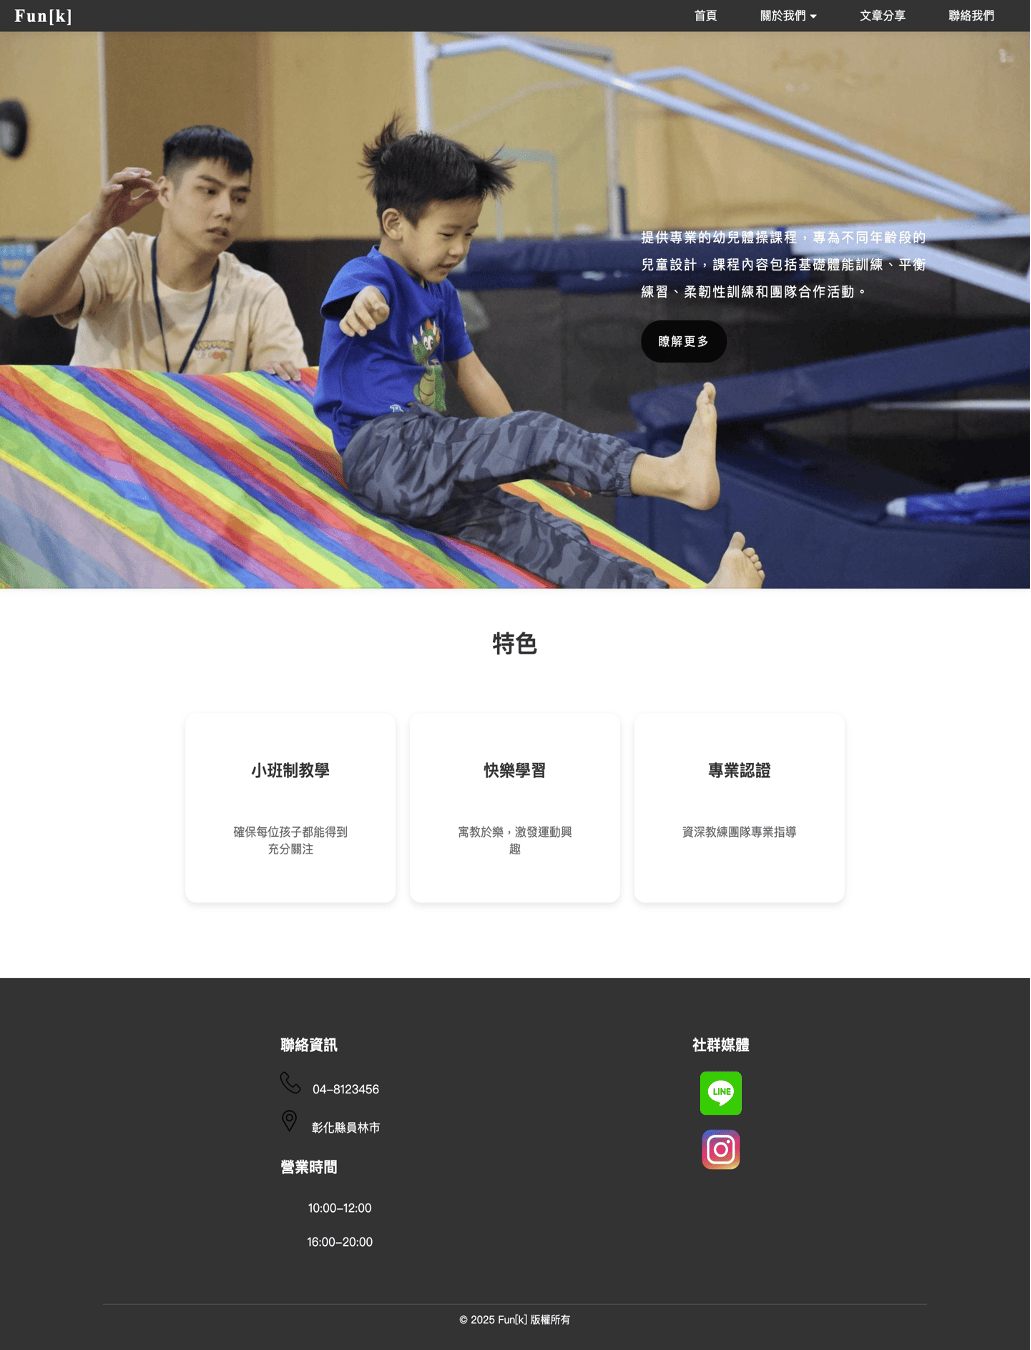 Fun[k]
首頁
關於我們
文章分享
聯絡我們
提供專業的幼兒體操課程，專為不同年齡段的
兒童設計，課程內容包括基礎體能訓練、平衡
練習、柔韌性訓練和團隊合作活動。
瞭解更多
特色
小班制教學
確保每位孩子都能得到
充分關注
快樂學習
寓教於樂，激發運動興
趣
專業認證
資深教練團隊專業指導
聯絡資訊
04-8123456
彰化縣員林市
營業時間
10:00-12:00
16:00-20:00
社群媒體
LINE
© 2025 Fun[k] 版權所有